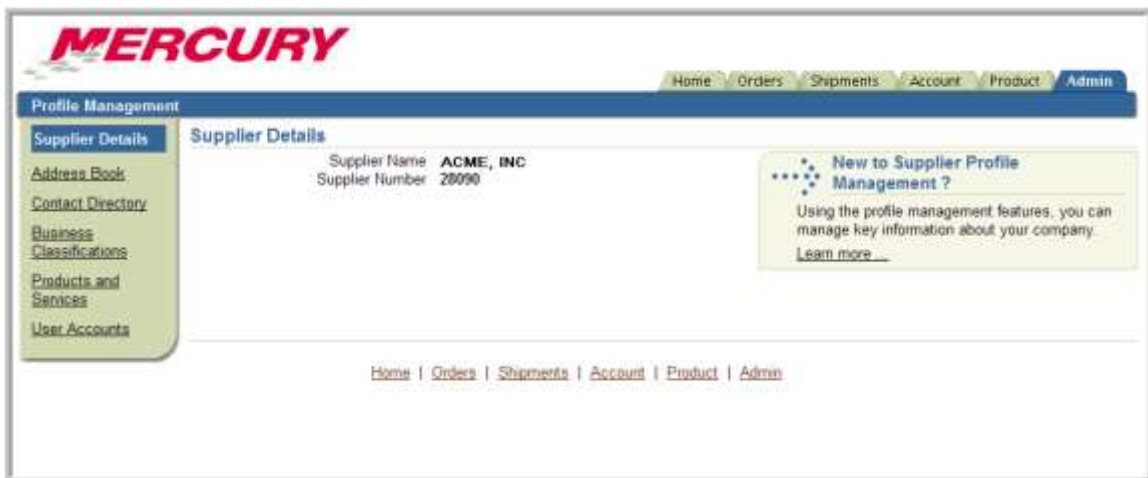 MERCURY
Home Orders Shipments Account Product Admin
Profile Management
Supplier Details
Address Book
Contact Directory
Business
Classifications
Products and
Services
User Accounts
Supplier Details
Supplier Name ACME, INC
Supplier Number 28090
New to Supplier Profile
Management ?
Using the profile management features, you can
manage key information about your company.
Learn more ...
Home | Orders | Shipments | Account | Product | Admin